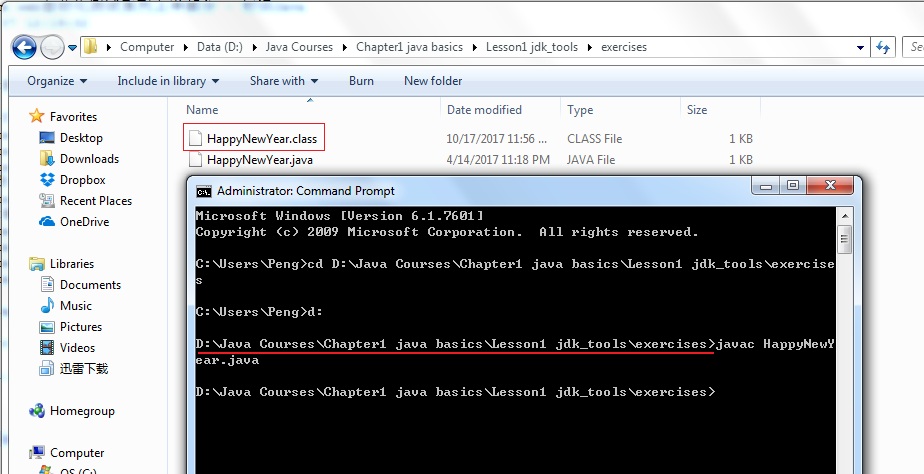 Computer ▸ Data (D:) ▸ Java Courses ▸ Chapter1 java basics ▸ Lesson1 jdk_tools ▸ exercises
Organize Include in library Share with Burn New folder
Favorites
Desktop
Downloads
Dropbox
Recent Places
OneDrive
Libraries
Documents
Music
Pictures
Videos
迅雷下载
Homegroup
Computer
OS (C:)
Name Date modified Type Size
HappyNewYear.class 10/17/2017 11:56 ... CLASS File 1 KB
HappyNewYear.java 4/14/2017 11:18 PM JAVA File 1 KB
Administrator: Command Prompt
Microsoft Windows [Version 6.1.7601]
Copyright (c) 2009 Microsoft Corporation.  All rights reserved.
C:\Users\Peng>cd D:\Java Courses\Chapter1 java basics\Lesson1 jdk_tools\exercise
s
C:\Users\Peng>d:
D:\Java Courses\Chapter1 java basics\Lesson1 jdk_tools\exercises>javac HappyNewY
ear.java
D:\Java Courses\Chapter1 java basics\Lesson1 jdk_tools\exercises>